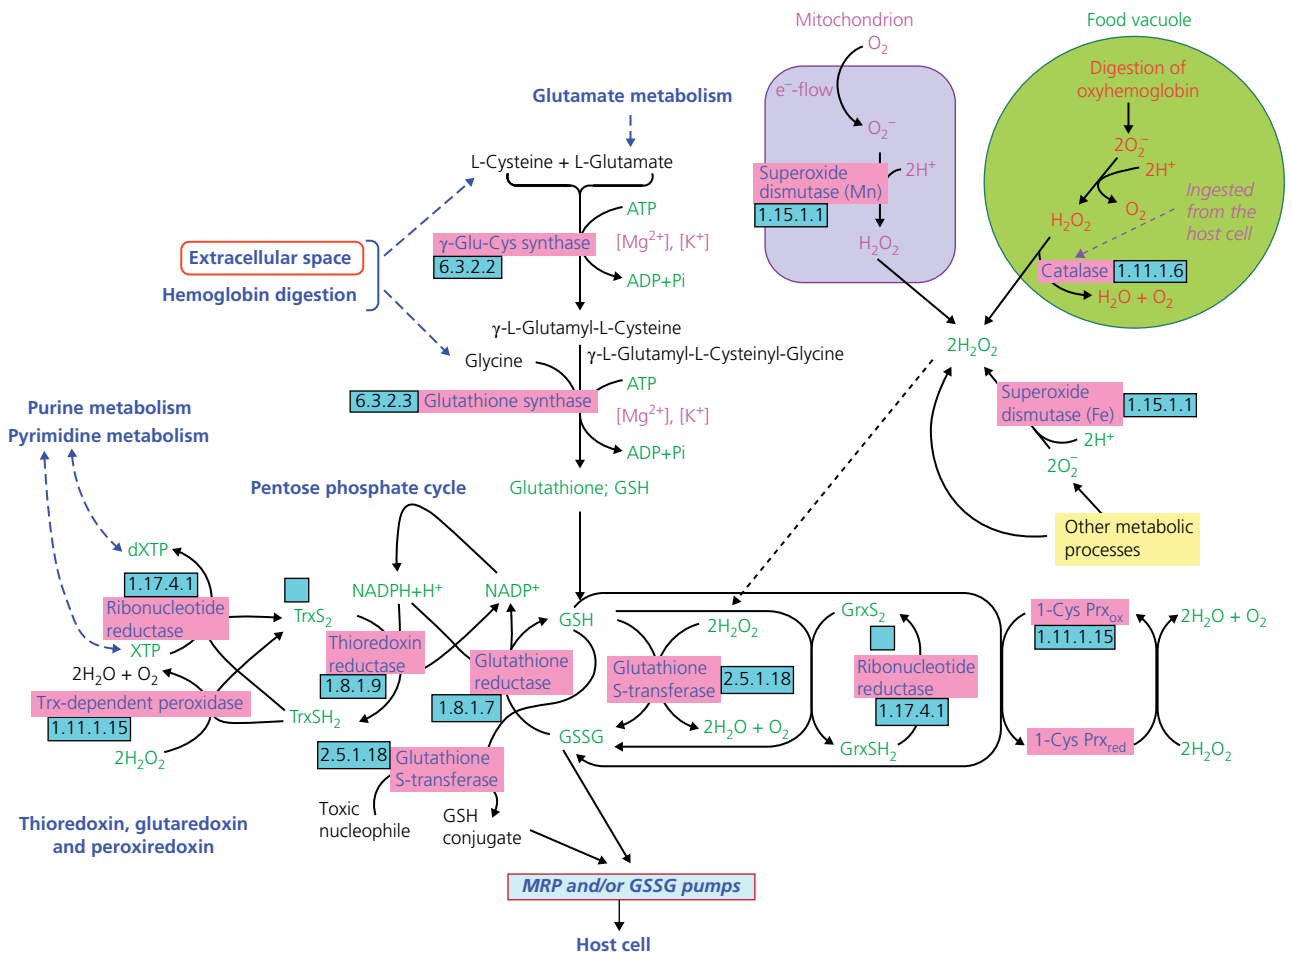 Mitochondrion
O₂
e⁻-flow
O₂⁻
2H⁺
Superoxide
dismutase (Mn)
1.15.1.1
H₂O₂
Food vacuole
Digestion of
oxyhemoglobin
2O₂⁻
2H⁺
H₂O₂
O₂
Ingested
from the
host cell
Catalase
1.11.1.6
H₂O + O₂
Glutamate metabolism
L-Cysteine + L-Glutamate
ATP
γ-Glu-Cys synthase
6.3.2.2
[Mg²⁺], [K⁺]
ADP+Pi
Extracellular space
Hemoglobin digestion
γ-L-Glutamyl-L-Cysteine
γ-L-Glutamyl-L-Cysteinyl-Glycine
Glycine
ATP
6.3.2.3
Glutathione synthase
[Mg²⁺], [K⁺]
ADP+Pi
Glutathione; GSH
2H₂O₂
Superoxide
dismutase (Fe)
1.15.1.1
2H⁺
2O₂⁻
Other metabolic
processes
Purine metabolism
Pyrimidine metabolism
Pentose phosphate cycle
dXTP
1.17.4.1
Ribonucleotide
reductase
XTP
TrxS₂
2H₂O + O₂
Trx-dependent peroxidase
1.11.1.15
2H₂O₂
TrxSH₂
NADPH+H⁺
NADP⁺
Thioredoxin
reductase
1.8.1.9
Glutathione
reductase
1.8.1.7
GSH
GSSG
2.5.1.18
Glutathione
S-transferase
Toxic
nucleophile
GSH
conjugate
2H₂O₂
Glutathione
S-transferase
2.5.1.18
2H₂O + O₂
GrxS₂
Ribonucleotide
reductase
1.17.4.1
GrxSH₂
1-Cys Prxox
1.11.1.15
1-Cys Prxred
2H₂O + O₂
2H₂O₂
Thioredoxin, glutaredoxin
and peroxiredoxin
MRP and/or GSSG pumps
Host cell